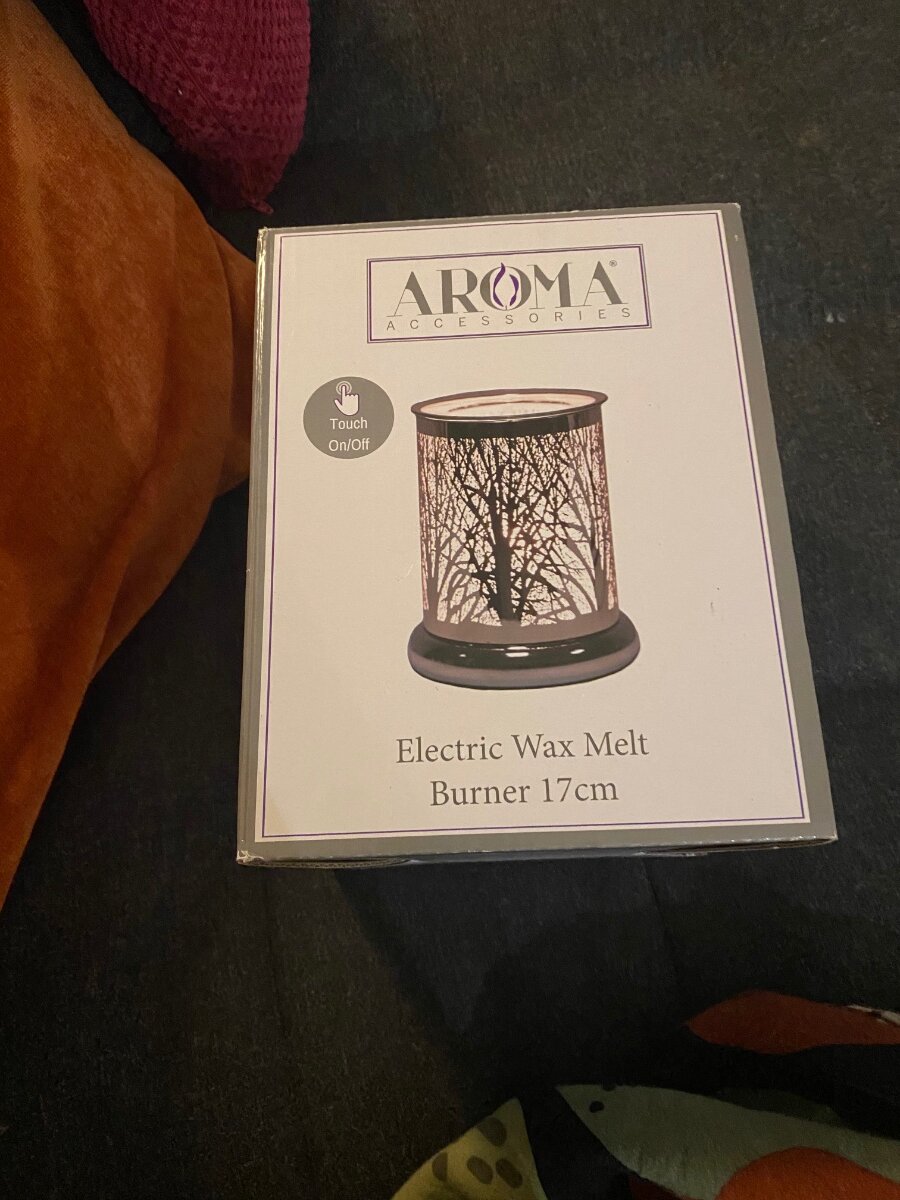 AROMA®
ACCESSORIES
Touch
On/Off
Electric Wax Melt
Burner 17cm